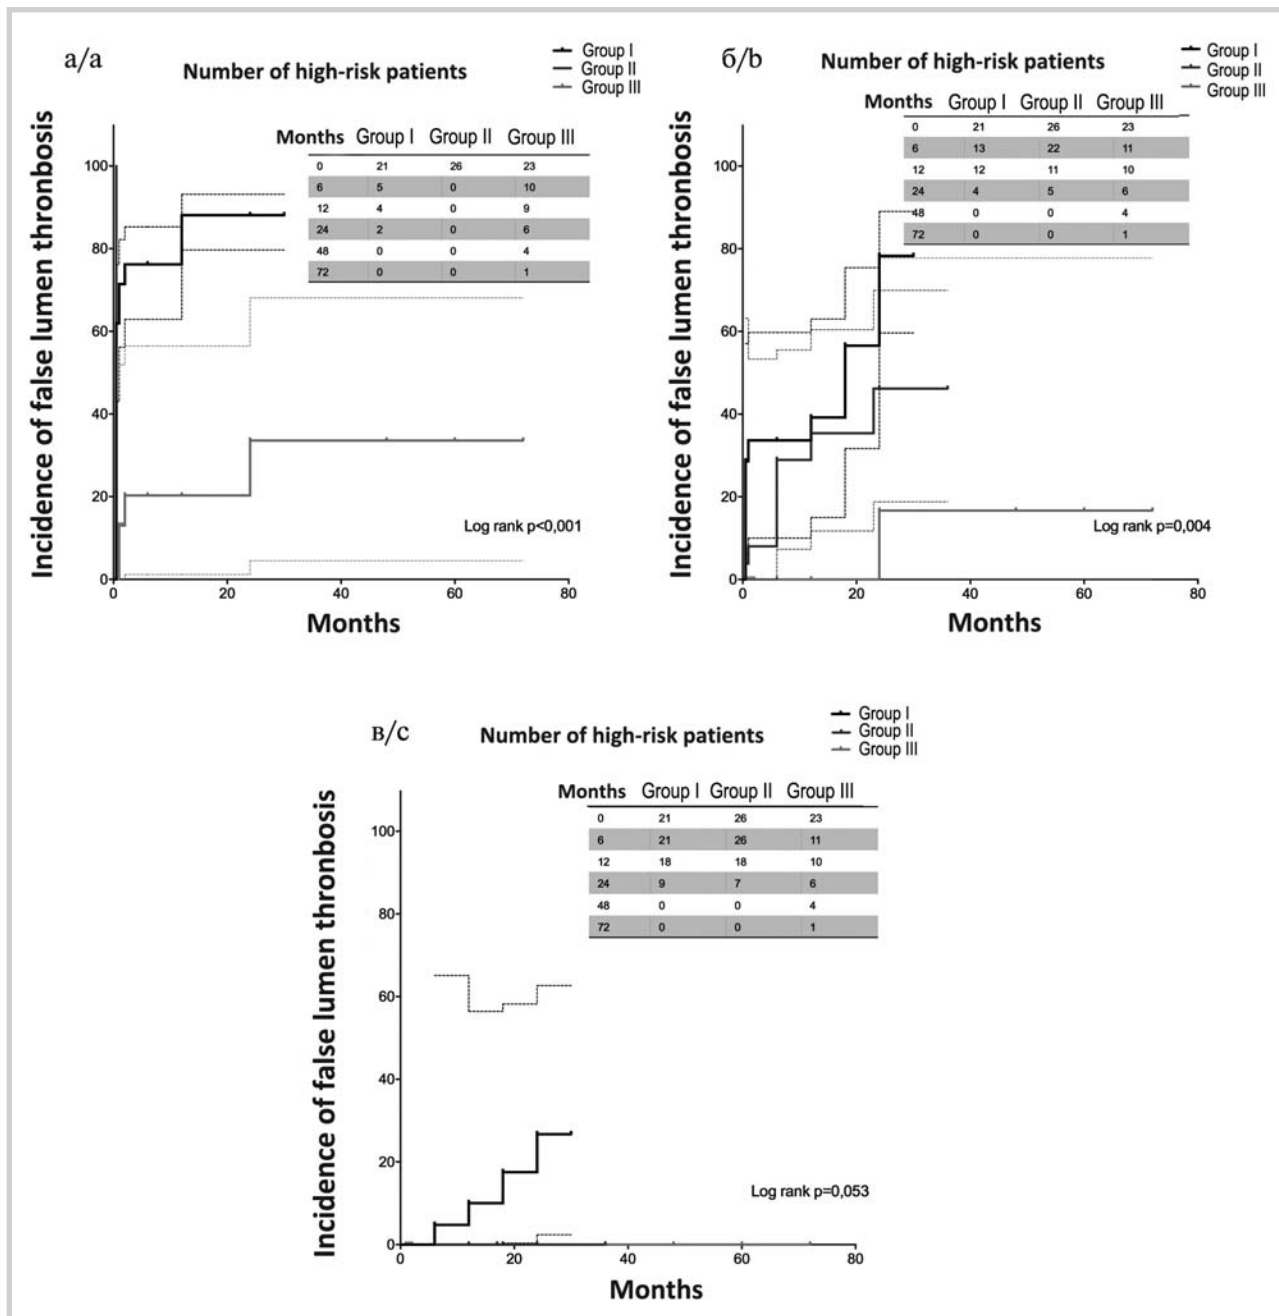 а/a
Number of high-risk patients
Group I
Group II
Group III
Months Group I Group II Group III
0 21 26 23
6 5 0 10
12 4 0 9
24 2 0 6
48 0 0 4
72 0 0 1
Incidence of false lumen thronbosis
100
80
60
40
20
0
Log rank p<0,001
0 20 40 60 80
Months
б/b
Number of high-risk patients
Group I
Group II
Group III
Months Group I Group II Group III
0 21 26 23
6 13 22 11
12 12 11 10
24 4 5 6
48 0 0 4
72 0 0 1
Incidence of false lumen thronbosis
100
80
60
40
20
0
Log rank p=0,004
0 20 40 60 80
Months
в/c
Number of high-risk patients
Group I
Group II
Group III
Months Group I Group II Group III
0 21 26 23
6 21 26 11
12 18 18 10
24 9 7 6
48 0 0 4
72 0 0 1
Incidence of false lumen thronbosis
100
80
60
40
20
0
Log rank p=0,053
0 20 40 60 80
Months